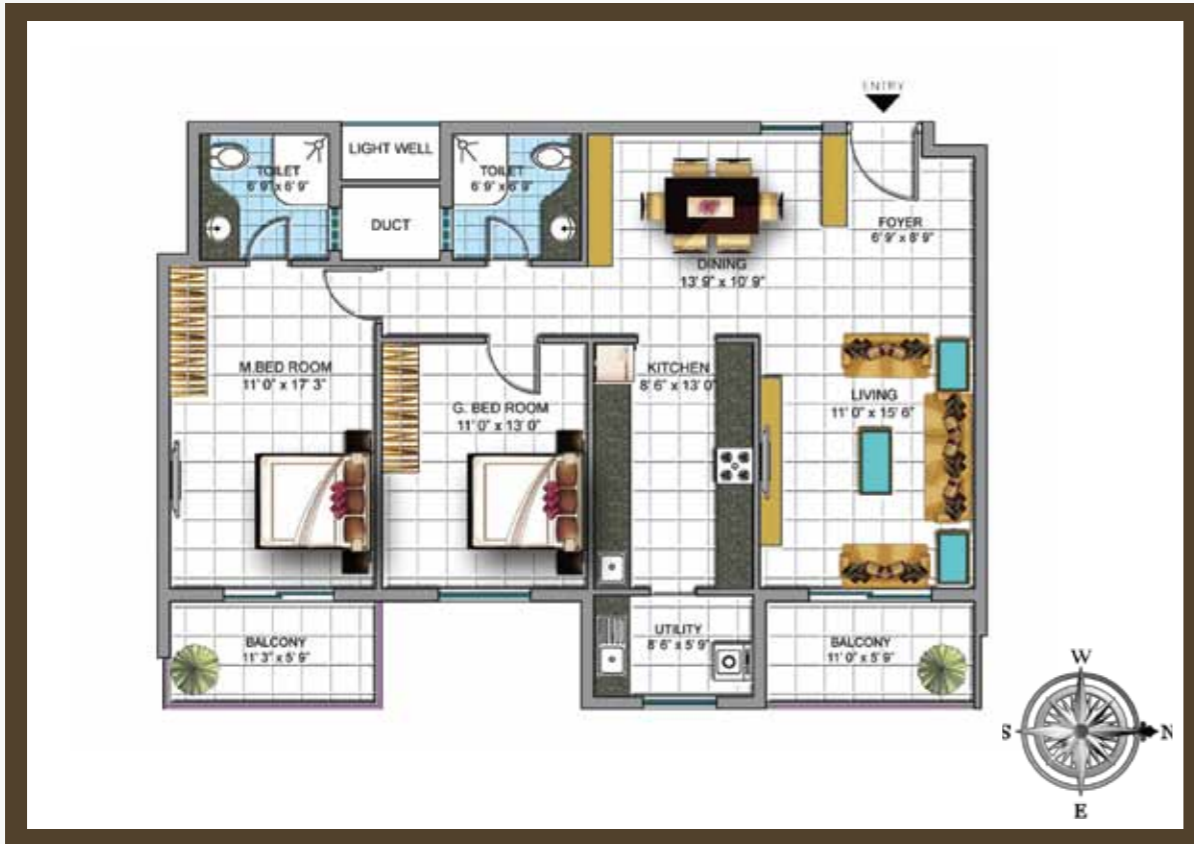 ENTRY
LIGHT WELL
TOILET
6' 9" x 6' 9"
TOILET
6' 9" x 6' 9"
DUCT
FOYER
6' 9" x 8' 9"
DINING
13' 9" x 10' 9"
M.BED ROOM
11' 0" x 17' 3"
KITCHEN
8' 6" x 13' 0"
LIVING
11' 0" x 15' 6"
G. BED ROOM
11' 0" x 13' 0"
BALCONY
11' 3" x 5' 9"
UTILITY
8' 6" x 5' 9"
BALCONY
11' 0" x 5' 9"
W
S
N
E